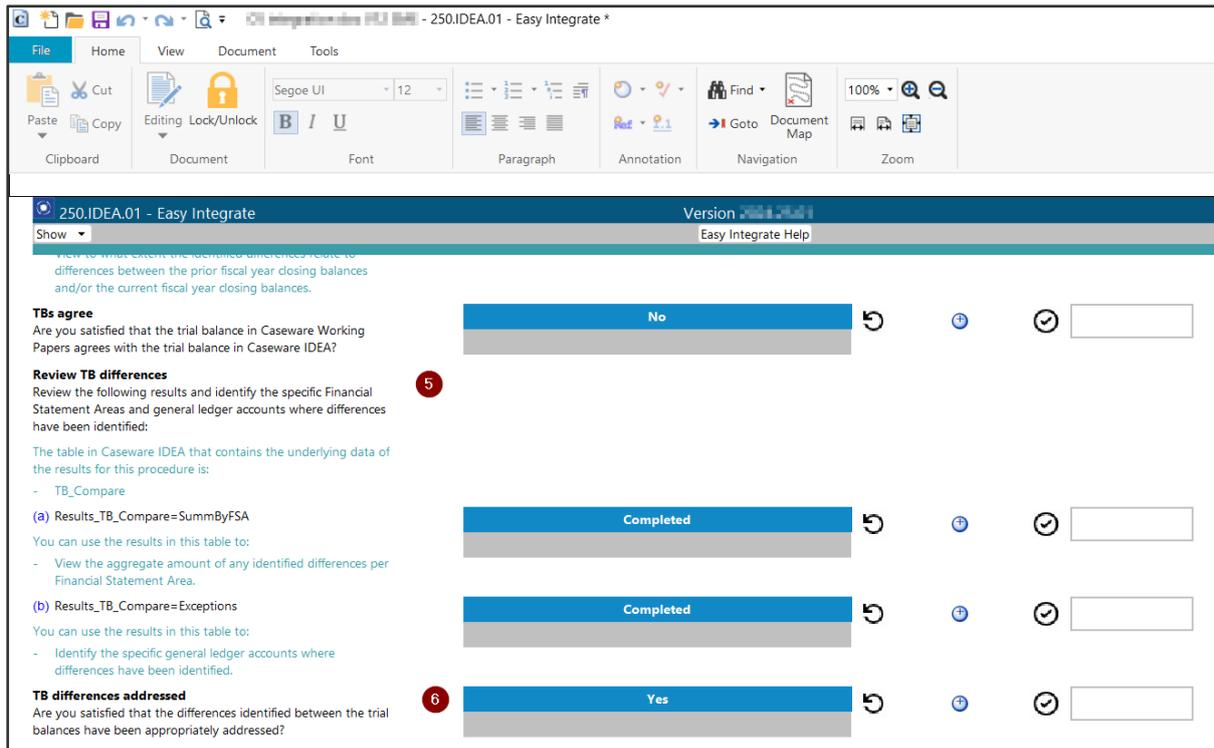 - 250.IDEA.01 - Easy Integrate *
File Home View Document Tools
Cut
Copy
Paste
Editing Lock/Unlock
Segoe UI 12
B I U
Find
Goto
Document Map
100%
Clipboard Document Font Paragraph Annotation Navigation Zoom
250.IDEA.01 - Easy Integrate Version
Show Easy Integrate Help
View to what extent the identified differences relate to
differences between the prior fiscal year closing balances
and/or the current fiscal year closing balances.
TBs agree
No
Are you satisfied that the trial balance in Caseware Working
Papers agrees with the trial balance in Caseware IDEA?
Review TB differences
5
Review the following results and identify the specific Financial
Statement Areas and general ledger accounts where differences
have been identified:
The table in Caseware IDEA that contains the underlying data of
the results for this procedure is:
- TB_Compare
(a) Results_TB_Compare=SummByFSA
Completed
You can use the results in this table to:
- View the aggregate amount of any identified differences per
Financial Statement Area.
(b) Results_TB_Compare=Exceptions
Completed
You can use the results in this table to:
- Identify the specific general ledger accounts where
differences have been identified.
TB differences addressed
6
Yes
Are you satisfied that the differences identified between the trial
balances have been appropriately addressed?